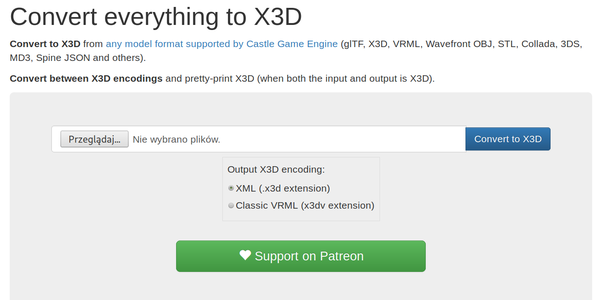 Convert everything to X3D
Convert to X3D from any model format supported by Castle Game Engine (glTF, X3D, VRML, Wavefront OBJ, STL, Collada, 3DS,
MD3, Spine JSON and others).
Convert between X3D encodings and pretty-print X3D (when both the input and output is X3D).
Przeglądaj... Nie wybrano plików. Convert to X3D
Output X3D encoding:
XML (.x3d extension)
Classic VRML (x3dv extension)
Support on Patreon